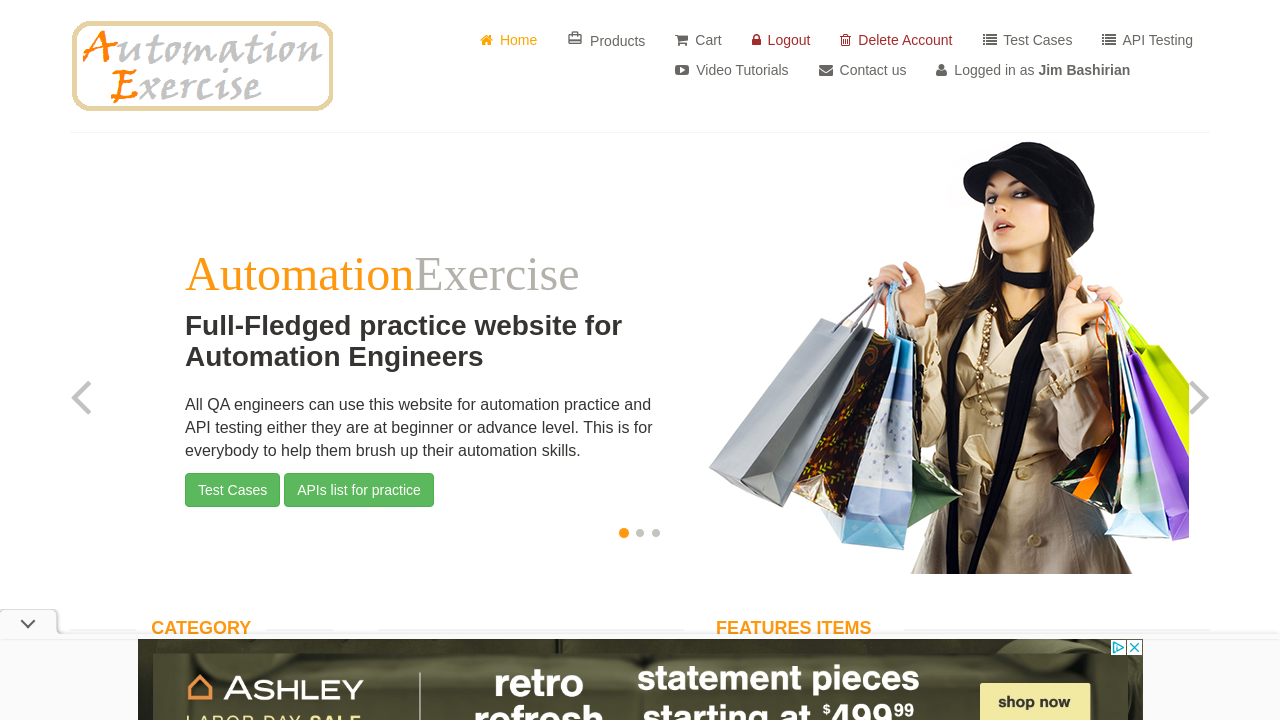 Automation
Exercise
Home
Products
Cart
Logout
Delete Account
Test Cases
API Testing
Video Tutorials
Contact us
Logged in as Jim Bashirian
AutomationExercise
Full-Fledged practice website for
Automation Engineers
All QA engineers can use this website for automation practice and
API testing either they are at beginner or advance level. This is for
everybody to help them brush up their automation skills.
Test Cases
APIs list for practice
CATEGORY
FEATURES ITEMS
ASHLEY
LABOR DAY SALE
retro
refresh
statement pieces
starting at $499.99
shop now